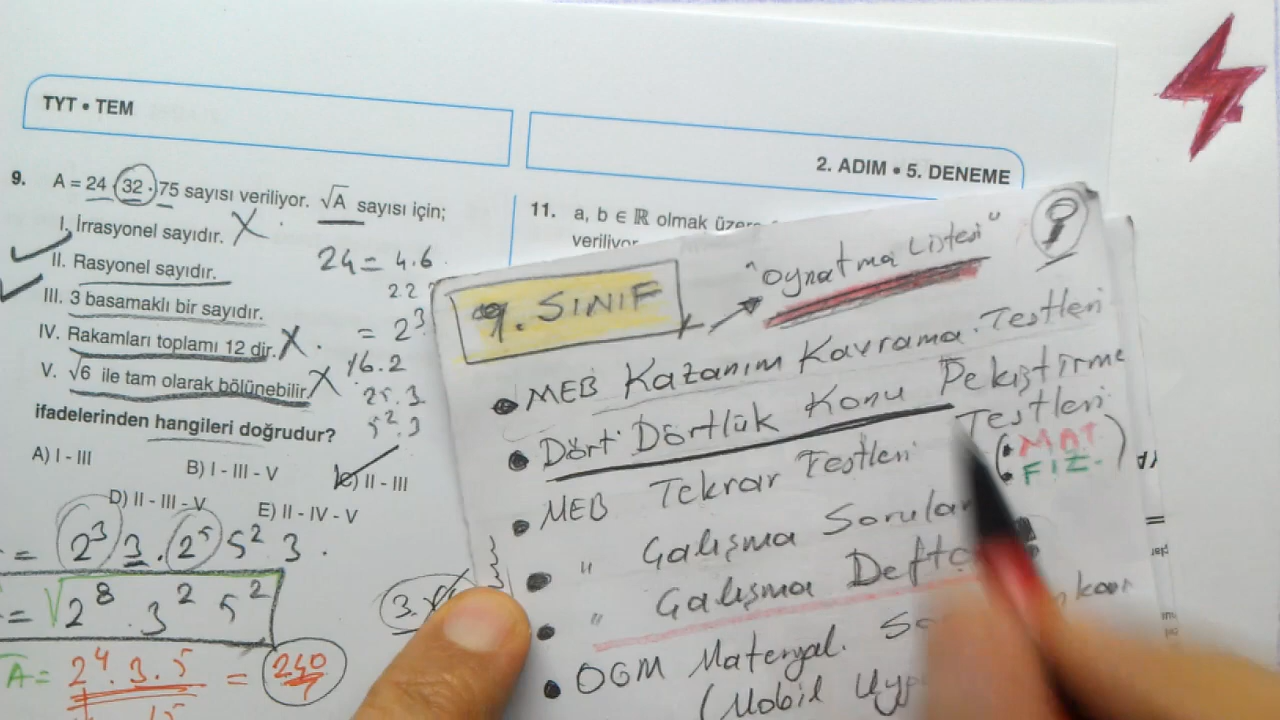 TYT • TEM
2. ADIM • 5. DENEME
9. A = 24 · 32 · 75 sayısı veriliyor. √A sayısı için;
I. İrrasyonel sayıdır.
II. Rasyonel sayıdır.
III. 3 basamaklı bir sayıdır.
IV. Rakamları toplamı 12 dir.
V. √6 ile tam olarak bölünebilir.
ifadelerinden hangileri doğrudur?
A) I - III
B) I - III - V
C) II - III
D) II - III - V
E) II - IV - V
24 = 4.6
2.2
= 2³
16.2
25.3
5².3
= 2³ 3 . 2⁵ 5² 3 .
= √2⁸ . 3² 5²
A = 2⁴ . 3 . 5 = 240
11. a, b ∈ ℝ olmak üzere
veriliyor
9. SINIF
"Oynatma Listesi"
• MEB Kazanım Kavrama Testleri
• Dört Dörtlük Konu Pekiştirme
Testleri
(• MAT
• FİZ. )
• MEB Tekrar Testleri
• " Çalışma Soruları
• " Çalışma Defte
• OGM Materyal. So
(Mobil Uyg